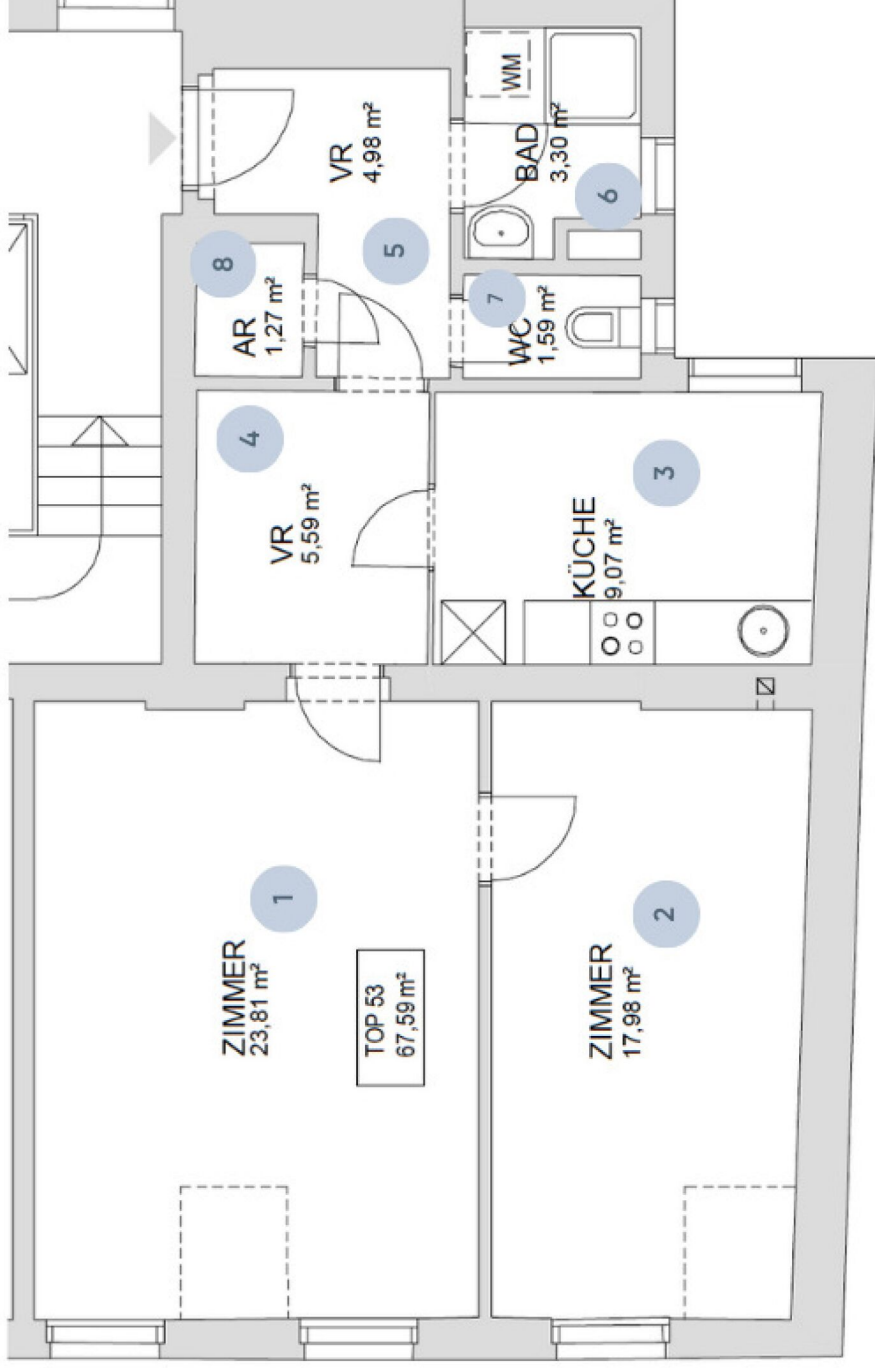 VR
4,98 m²
5
WM
BAD
3,30 m²
6
8
AR
1,27 m²
7
WC
1,59 m²
4
VR
5,59 m²
3
KÜCHE
9,07 m²
1
ZIMMER
23,81 m²
TOP 53
67,59 m²
2
ZIMMER
17,98 m²